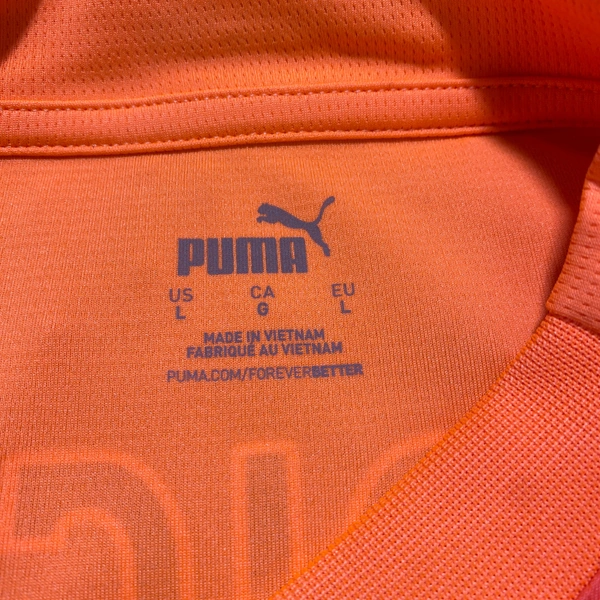 PUMA
US CA EU
L G L
MADE IN VIETNAM
FABRIQUÉ AU VIETNAM
PUMA.COM/FOREVERBETTER